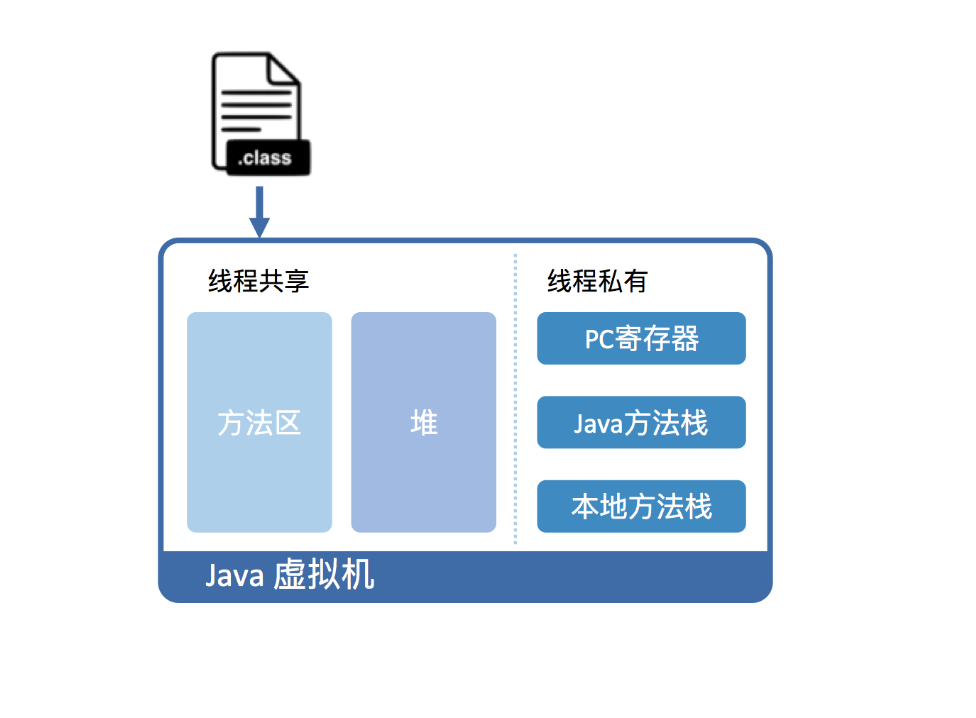 .class
线程共享
线程私有
方法区
堆
PC寄存器
Java方法栈
本地方法栈
Java 虚拟机